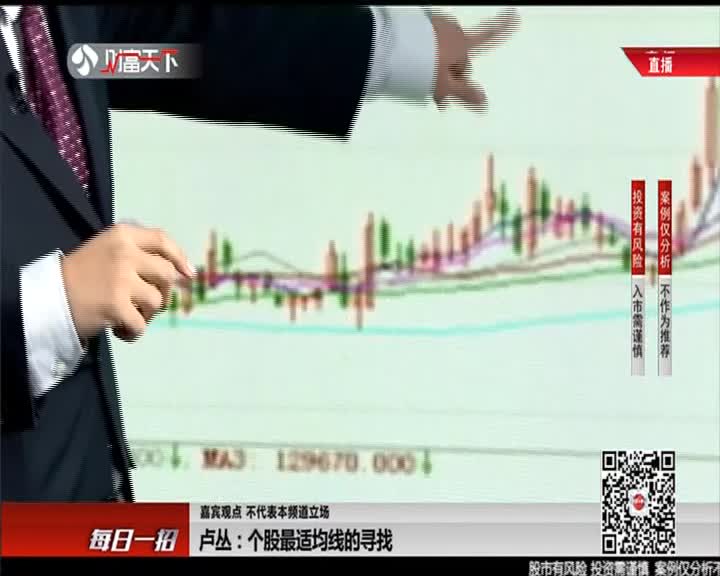 财富天下
直播
投资有风险 入市需谨慎
案例仅分析 不作为推荐
MA3: 129670.000↓
嘉宾观点 不代表本频道立场
每日一招
卢丛：个股最适均线的寻找
股市有风险 投资需谨慎 案例仅分析不